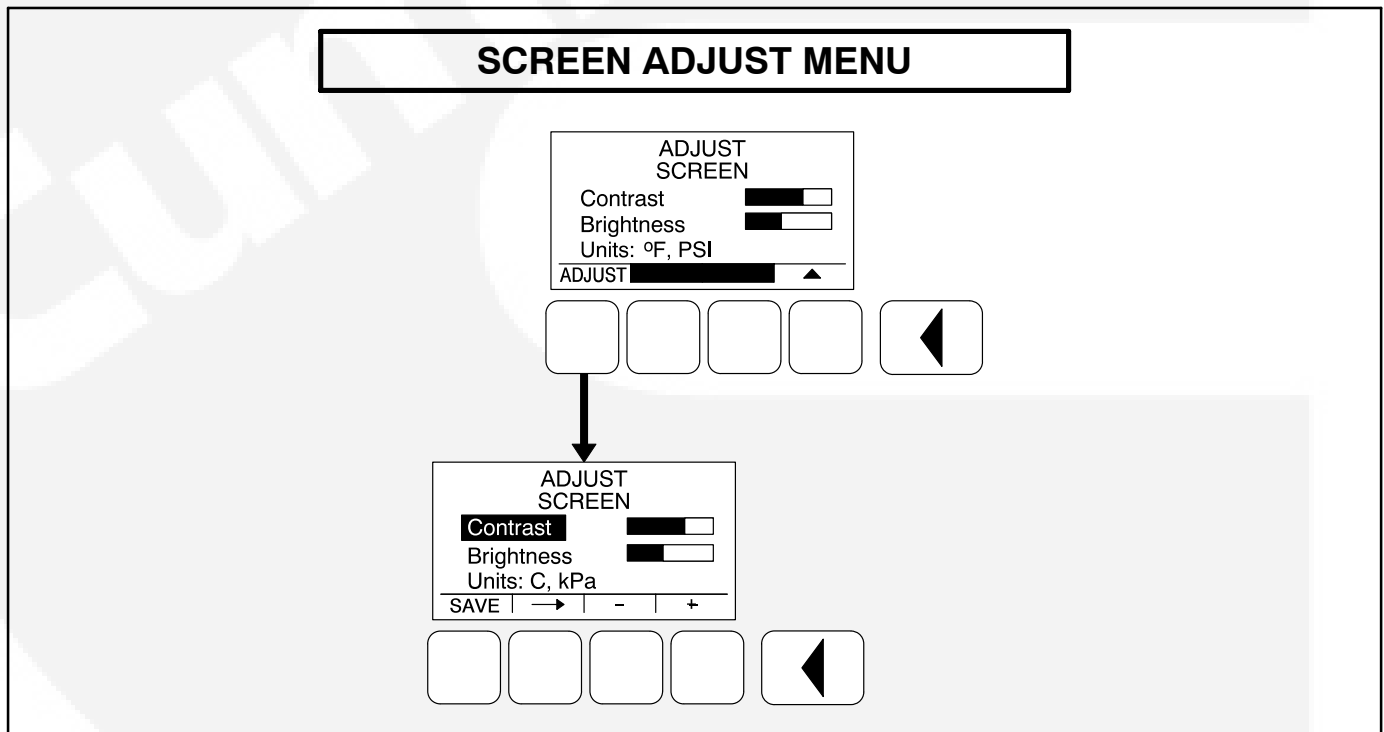 SCREEN ADJUST MENU
ADJUST
SCREEN
Contrast
Brightness
Units: ºF, PSI
ADJUST
ADJUST
SCREEN
Contrast
Brightness
Units: C, kPa
SAVE → - +